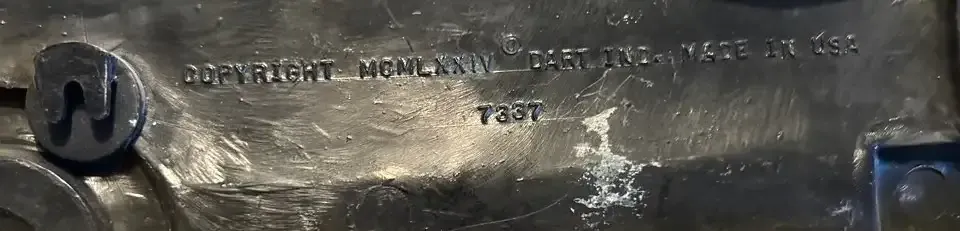 COPYRIGHT MCMLXXIV © DART IND. MADE IN USA
7337